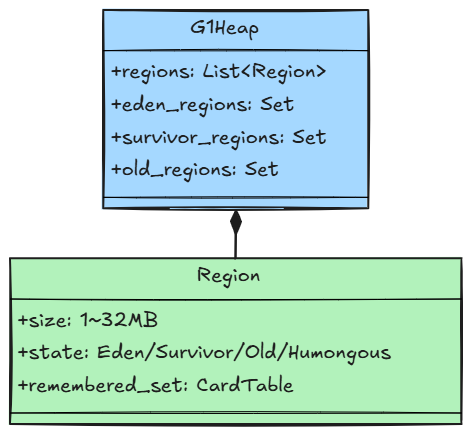 G1Heap
+regions: List<Region>
+eden_regions: Set
+survivor_regions: Set
+old_regions: Set
Region
+size: 1~32MB
+state: Eden/Survivor/Old/Humongous
+remembered_set: CardTable